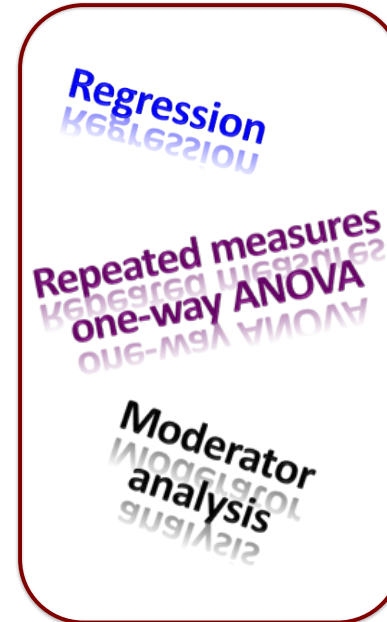 Regression
Repeated measures
one-way ANOVA
Moderator
analysis